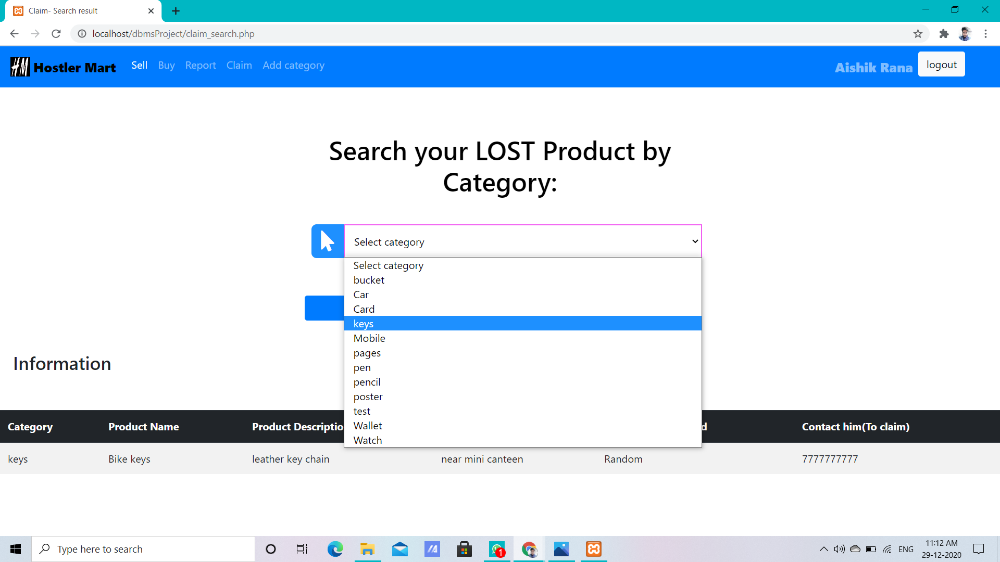 Claim- Search result
localhost/dbmsProject/claim_search.php
HM Hostler Mart Sell Buy Report Claim Add category Aishik Rana logout
Search your LOST Product by
Category:
Select category
Select category
bucket
Car
Card
keys
Mobile
pages
pen
pencil
poster
test
Wallet
Watch
Information
Category Product Name Product Descriptio d Contact him(To claim)
keys Bike keys leather key chain near mini canteen Random 7777777777
Type here to search
1
ENG
11:12 AM
29-12-2020